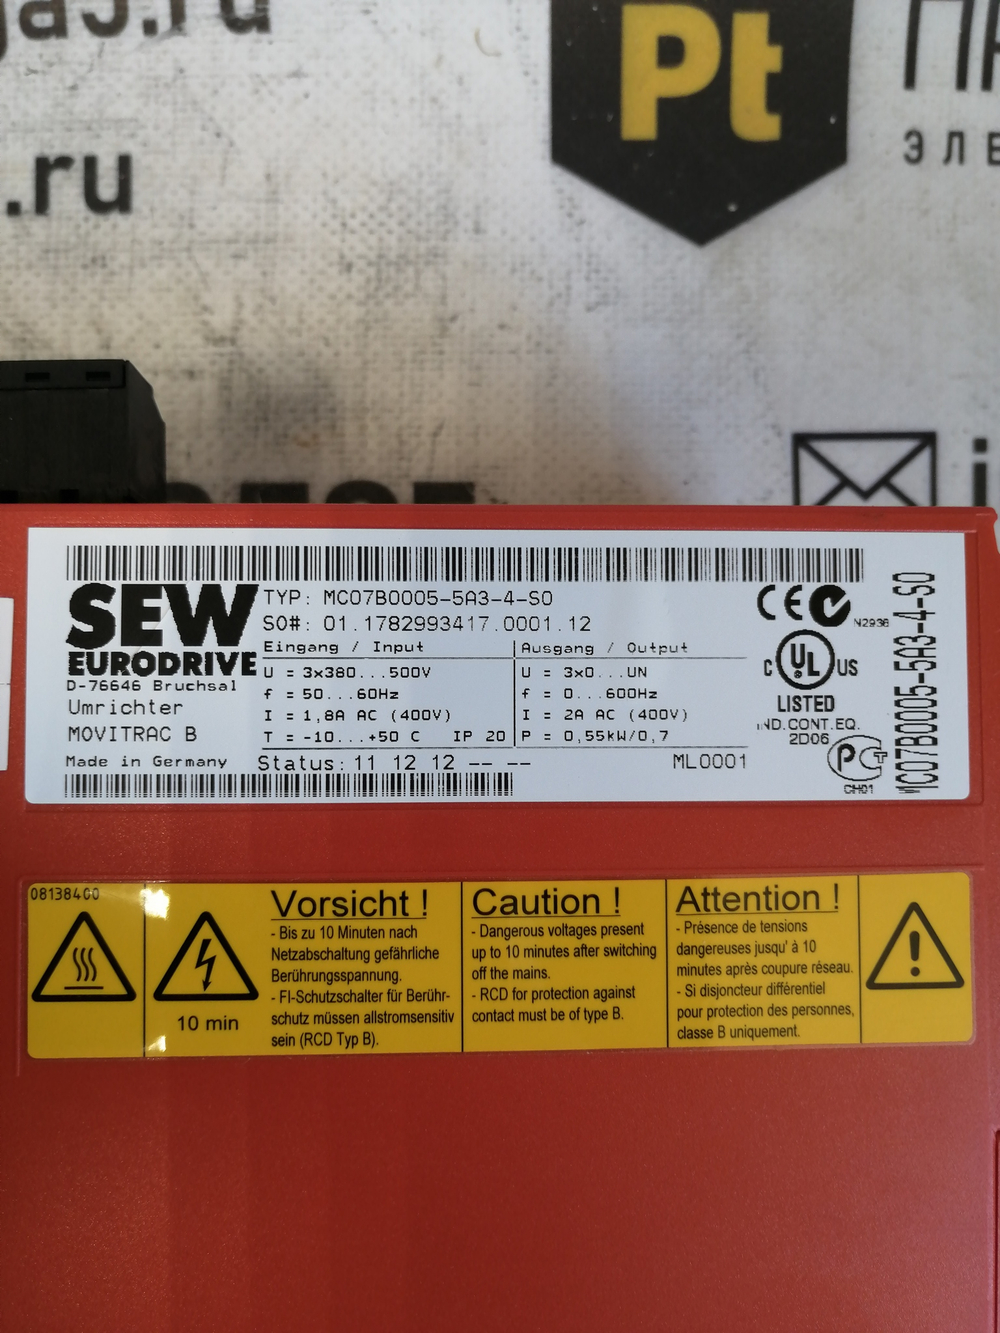 .ru
.ru
Pt
ЭЛЕ
SEW
EURODRIVE
D-76646 Bruchsal
Umrichter
MOVITRAC B
Made in Germany
TYP: MC07B0005-5A3-4-S0
SO#: 01.1782993417.0001.12
Eingang / Input
U = 3x380...500V
f = 50...60Hz
I = 1,8A AC (400V)
T = -10...+50 C IP 20
Ausgang / Output
U = 3x0...UN
f = 0...600Hz
I = 2A AC (400V)
P = 0,55kW/0,7
Status: 11 12 12 -- --
ML0001
CE
N2936
C UL US
LISTED
IND.CONT.EQ.
2D06
PCT
CH01
MC07B0005-5A3-4-S0
08138400
10 min
Vorsicht !
- Bis zu 10 Minuten nach
Netzabschaltung gefährliche
Berührungsspannung.
- FI-Schutzschalter für Berühr-
schutz müssen allstromsensitiv
sein (RCD Typ B).
Caution !
- Dangerous voltages present
up to 10 minutes after switching
off the mains.
- RCD for protection against
contact must be of type B.
Attention !
- Présence de tensions
dangereuses jusqu' à 10
minutes après coupure réseau.
- Si disjoncteur différentiel
pour protection des personnes,
classe B uniquement.